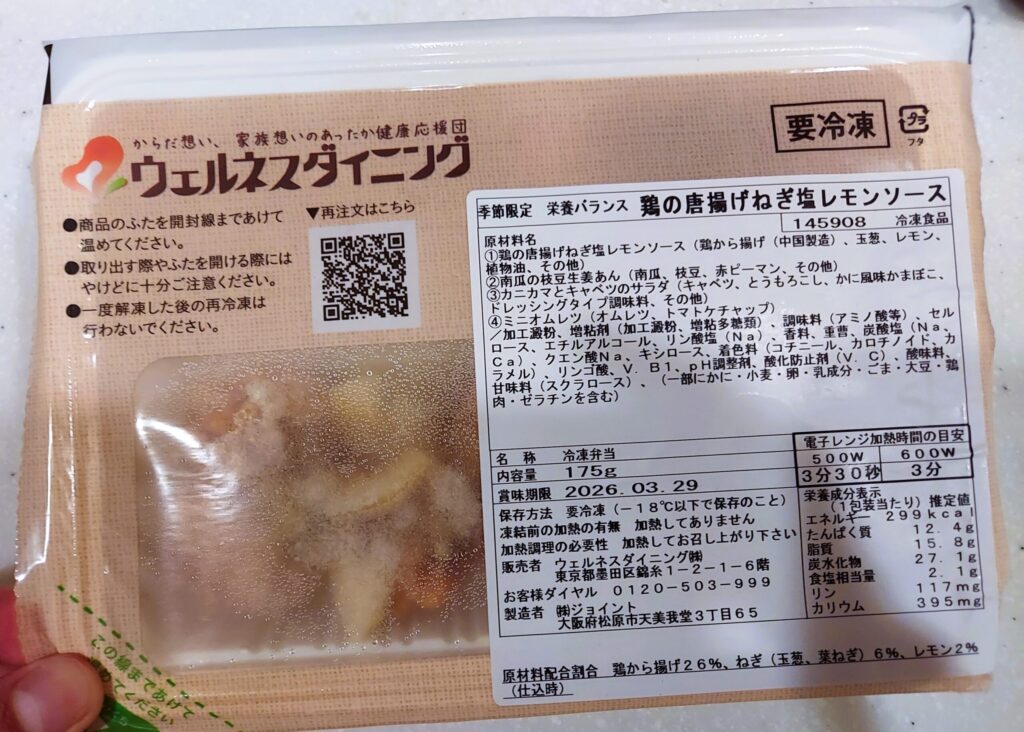 からだ想い、家族想いのあったか健康応援団
ウェルネスダイニング
要冷凍
プラ
フタ
●商品のふたを開封線まであけて
温めてください。
●取り出す際やふたを開ける際には
やけどに十分ご注意ください。
●一度解凍した後の再冷凍は
行わないでください。
▼再注文はこちら
季節限定 栄養バランス 鶏の唐揚げねぎ塩レモンソース
145908 冷凍食品
原材料名
①鶏の唐揚げねぎ塩レモンソース（鶏から揚げ（中国製造）、玉葱、レモン、
植物油、その他）
②南瓜の枝豆生姜あん（南瓜、枝豆、赤ピーマン、その他）
③カニカマとキャベツのサラダ（キャベツ、とうもろこし、かに風味かまぼこ、
ドレッシングタイプ調味料、その他）
④ミニオムレツ（オムレツ、トマトケチャップ）
／加工澱粉、増粘剤（加工澱粉、増粘多糖類）、調味料（アミノ酸等）、セル
ロース、エチルアルコール、リン酸塩（Na）、香料、重曹、炭酸塩（Na、
Ca）、クエン酸Na、キシロース、着色料（コチニール、カロチノイド、カ
ラメル）、リンゴ酸、V．B1、pH調整剤、酸化防止剤（V．C）、酸味料、
甘味料（スクラロース）、（一部にかに・小麦・卵・乳成分・ごま・大豆・鶏
肉・ゼラチンを含む）
名 称 冷凍弁当
内容量 175g
賞味期限 2026.03.29
保存方法 要冷凍（－18℃以下で保存のこと）
凍結前の加熱の有無 加熱してありません
加熱調理の必要性 加熱してお召し上がり下さい
販売者 ウェルネスダイニング㈱
東京都墨田区錦糸1－2－1－6階
お客様ダイヤル 0120－503－999
製造者 ㈱ジョイント
大阪府松原市天美我堂3丁目65
電子レンジ加熱時間の目安
500W 600W
3分30秒 3分
栄養成分表示
（1包装当たり）推定値
エネルギー 299kcal
たんぱく質 12.4g
脂質 15.8g
炭水化物 27.1g
食塩相当量 2.1g
リン 117mg
カリウム 395mg
原材料配合割合 鶏から揚げ26％、ねぎ（玉葱、葉ねぎ）6％、レモン2％
（仕込時）
この線まであけて
温めてください